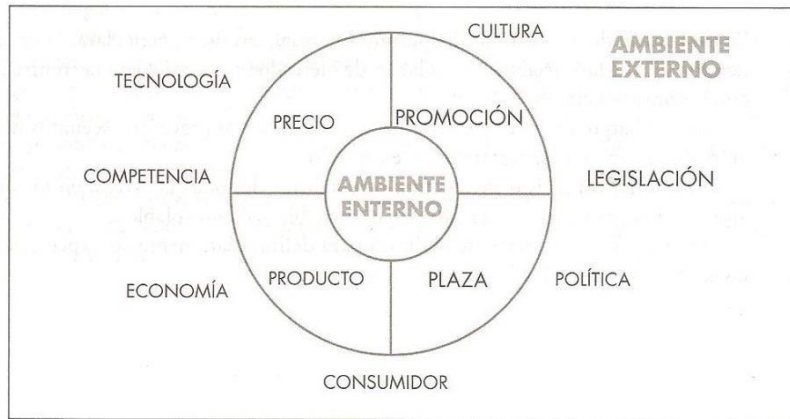 CULTURA
AMBIENTE
EXTERNO
TECNOLOGÍA
PRECIO
PROMOCIÓN
COMPETENCIA
AMBIENTE
ENTERNO
LEGISLACIÓN
ECONOMÍA
PRODUCTO
PLAZA
POLÍTICA
CONSUMIDOR